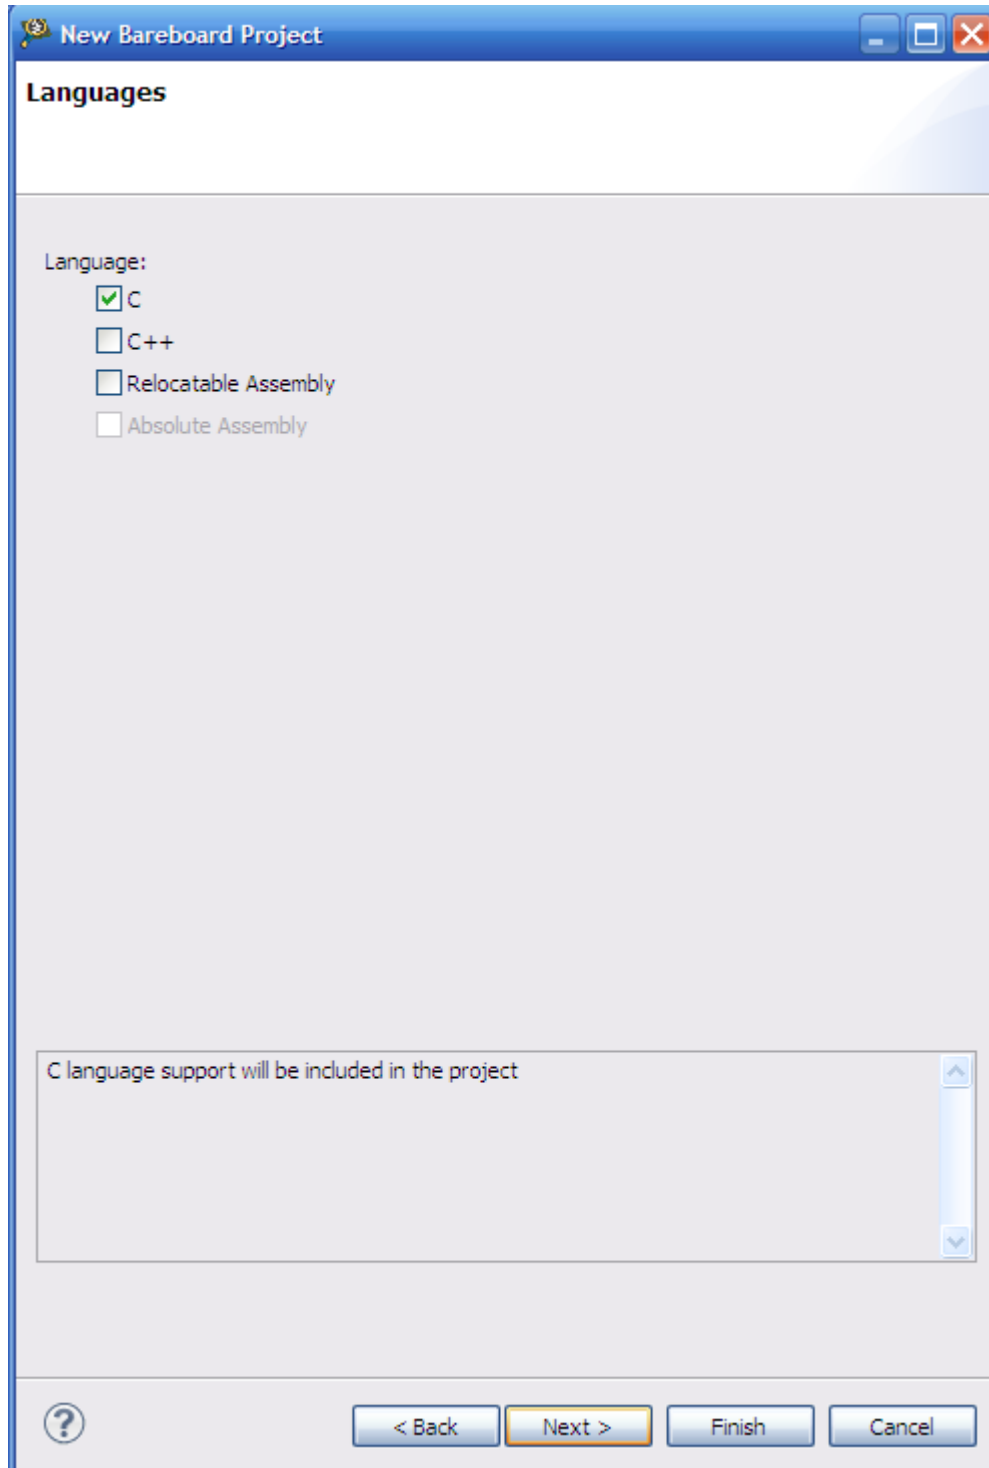 New Bareboard Project
Languages
Language:
C
C++
Relocatable Assembly
Absolute Assembly
C language support will be included in the project
?
< Back
Next >
Finish
Cancel